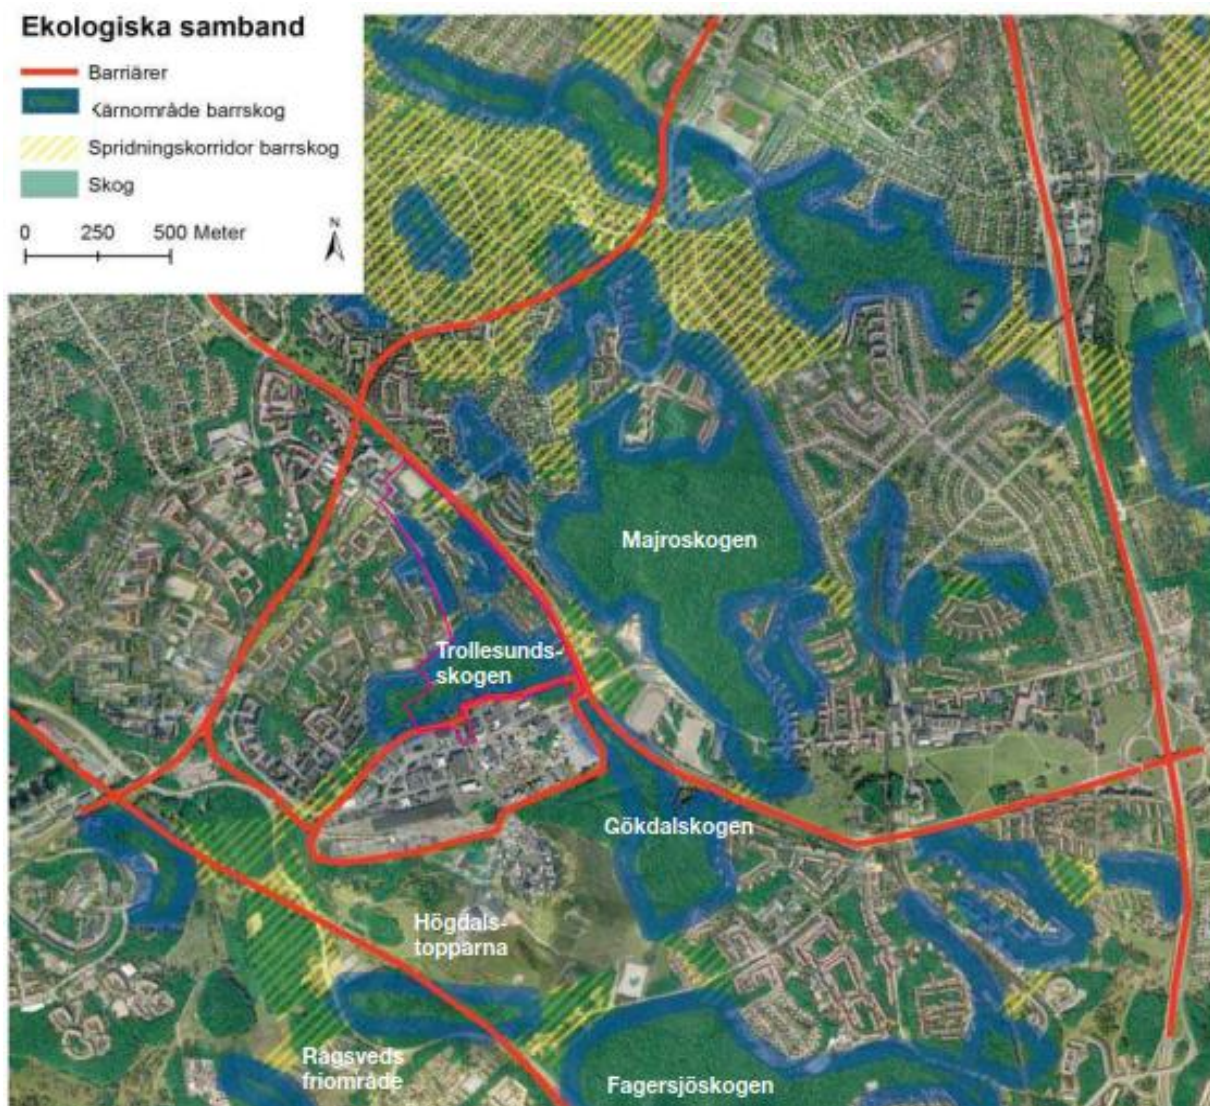 Ekologiska samband
Barriärer
Kärnområde barrskog
Spridningskorridor barrskog
Skog
0 250 500 Meter
N
Majroskogen
Trollesunds-
skogen
Gökdalskogen
Högdals-
topparna
Ragsveds
friområde
Fagersjöskogen